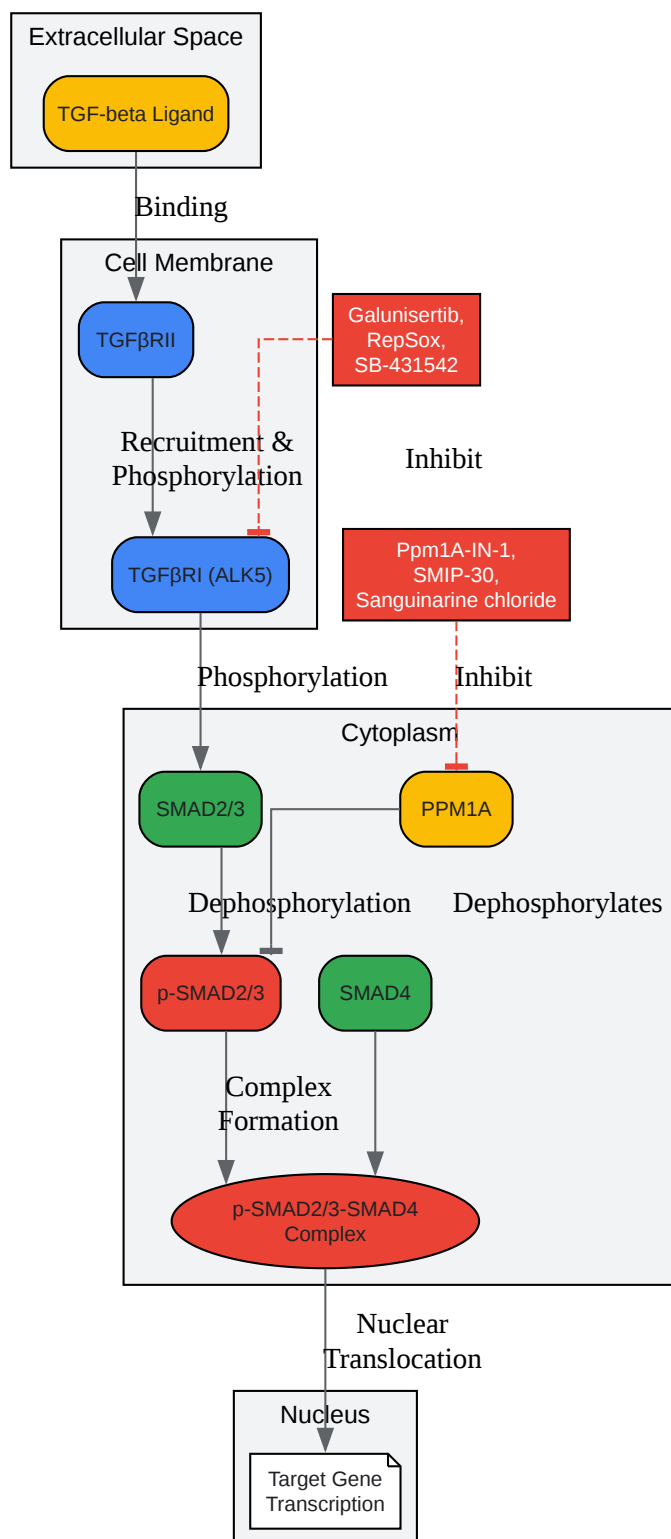 Extracellular Space
TGF-beta Ligand
Binding
Cell Membrane
TGFβRII
Galunisertib,
RepSox,
SB-431542
Recruitment &
Phosphorylation
Inhibit
TGFβRI (ALK5)
Ppm1A-IN-1,
SMIP-30,
Sanguinarine chloride
Phosphorylation
Inhibit
Cytoplasm
SMAD2/3
PPM1A
Dephosphorylation
Dephosphorylates
p-SMAD2/3
SMAD4
Complex
Formation
p-SMAD2/3-SMAD4
Complex
Nuclear
Translocation
Nucleus
Target Gene
Transcription